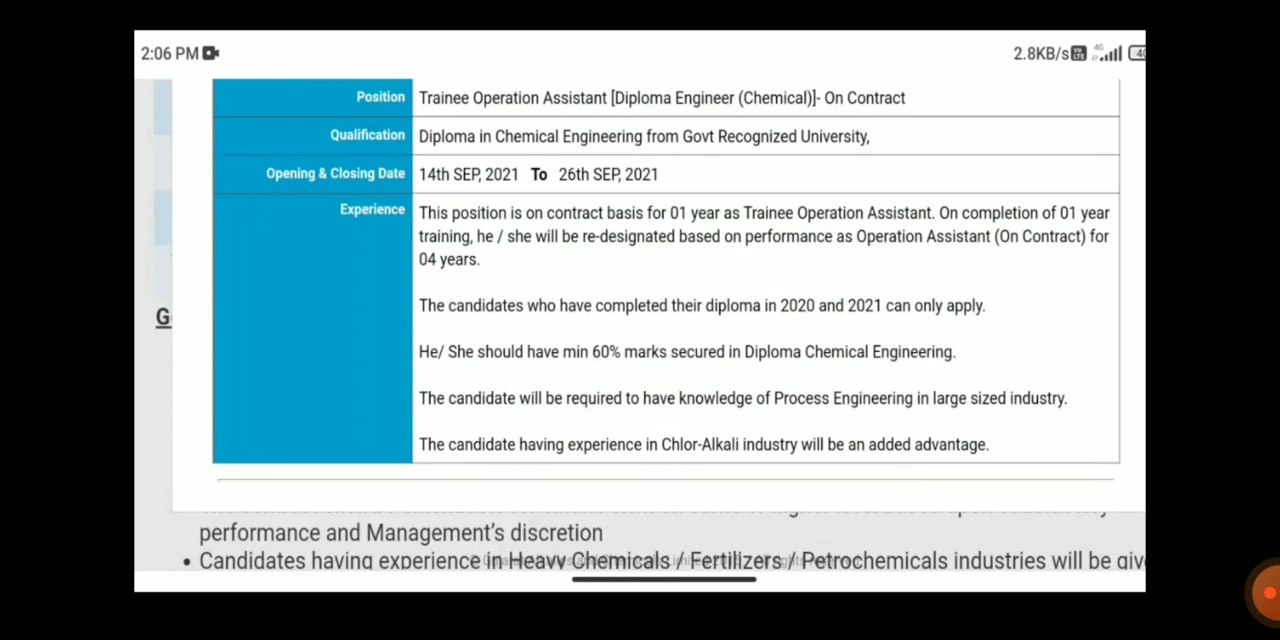 2:06 PM
2.8KB/s
4G
Position
Trainee Operation Assistant [Diploma Engineer (Chemical)]- On Contract
Qualification
Diploma in Chemical Engineering from Govt Recognized University,
Opening & Closing Date
14th SEP, 2021 To 26th SEP, 2021
Experience
This position is on contract basis for 01 year as Trainee Operation Assistant. On completion of 01 year
training, he / she will be re-designated based on performance as Operation Assistant (On Contract) for
04 years.
The candidates who have completed their diploma in 2020 and 2021 can only apply.
He/ She should have min 60% marks secured in Diploma Chemical Engineering.
The candidate will be required to have knowledge of Process Engineering in large sized industry.
The candidate having experience in Chlor-Alkali industry will be an added advantage.
performance and Management's discretion
• Candidates having experience in Heavy Chemicals / Fertilizers / Petrochemicals industries will be giv